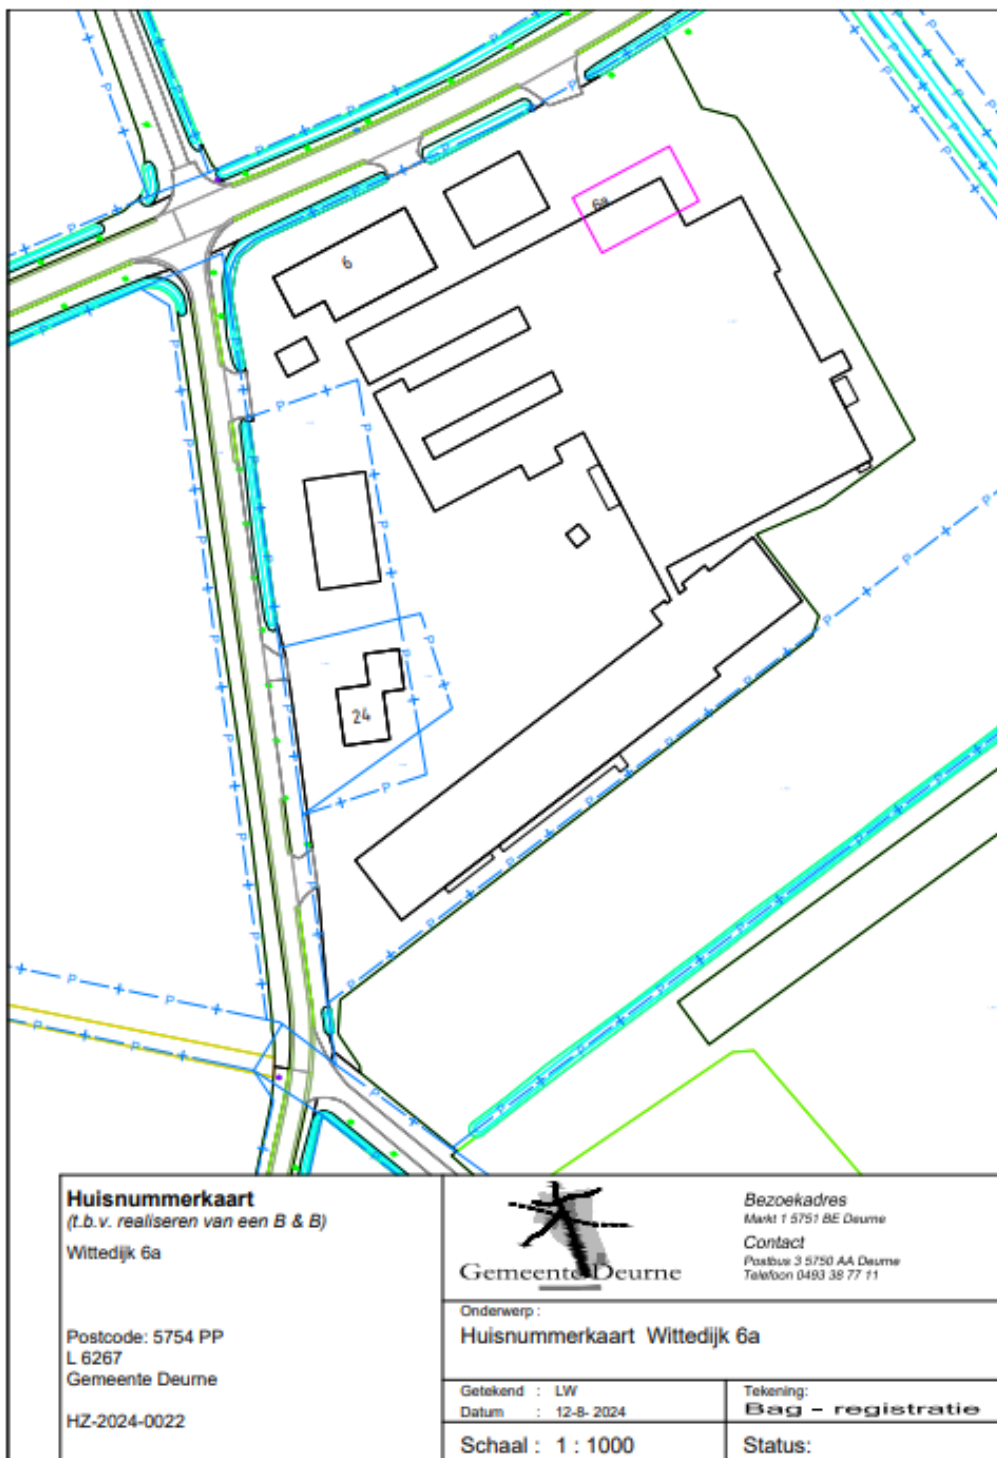 6a
6
24
Huisnummerkaart
(t.b.v. realiseren van een B & B)
Wittedijk 6a
Postcode: 5754 PP
L 6267
Gemeente Deurne
HZ-2024-0022
Gemeente Deurne
Bezoekadres
Markt 1 5751 BE Deurne
Contact
Postbus 3 5750 AA Deurne
Telefoon 0493 38 77 11
Onderwerp :
Huisnummerkaart Wittedijk 6a
Getekend : LW
Datum : 12-8- 2024
Tekening:
Bag - registratie
Schaal : 1 : 1000
Status: